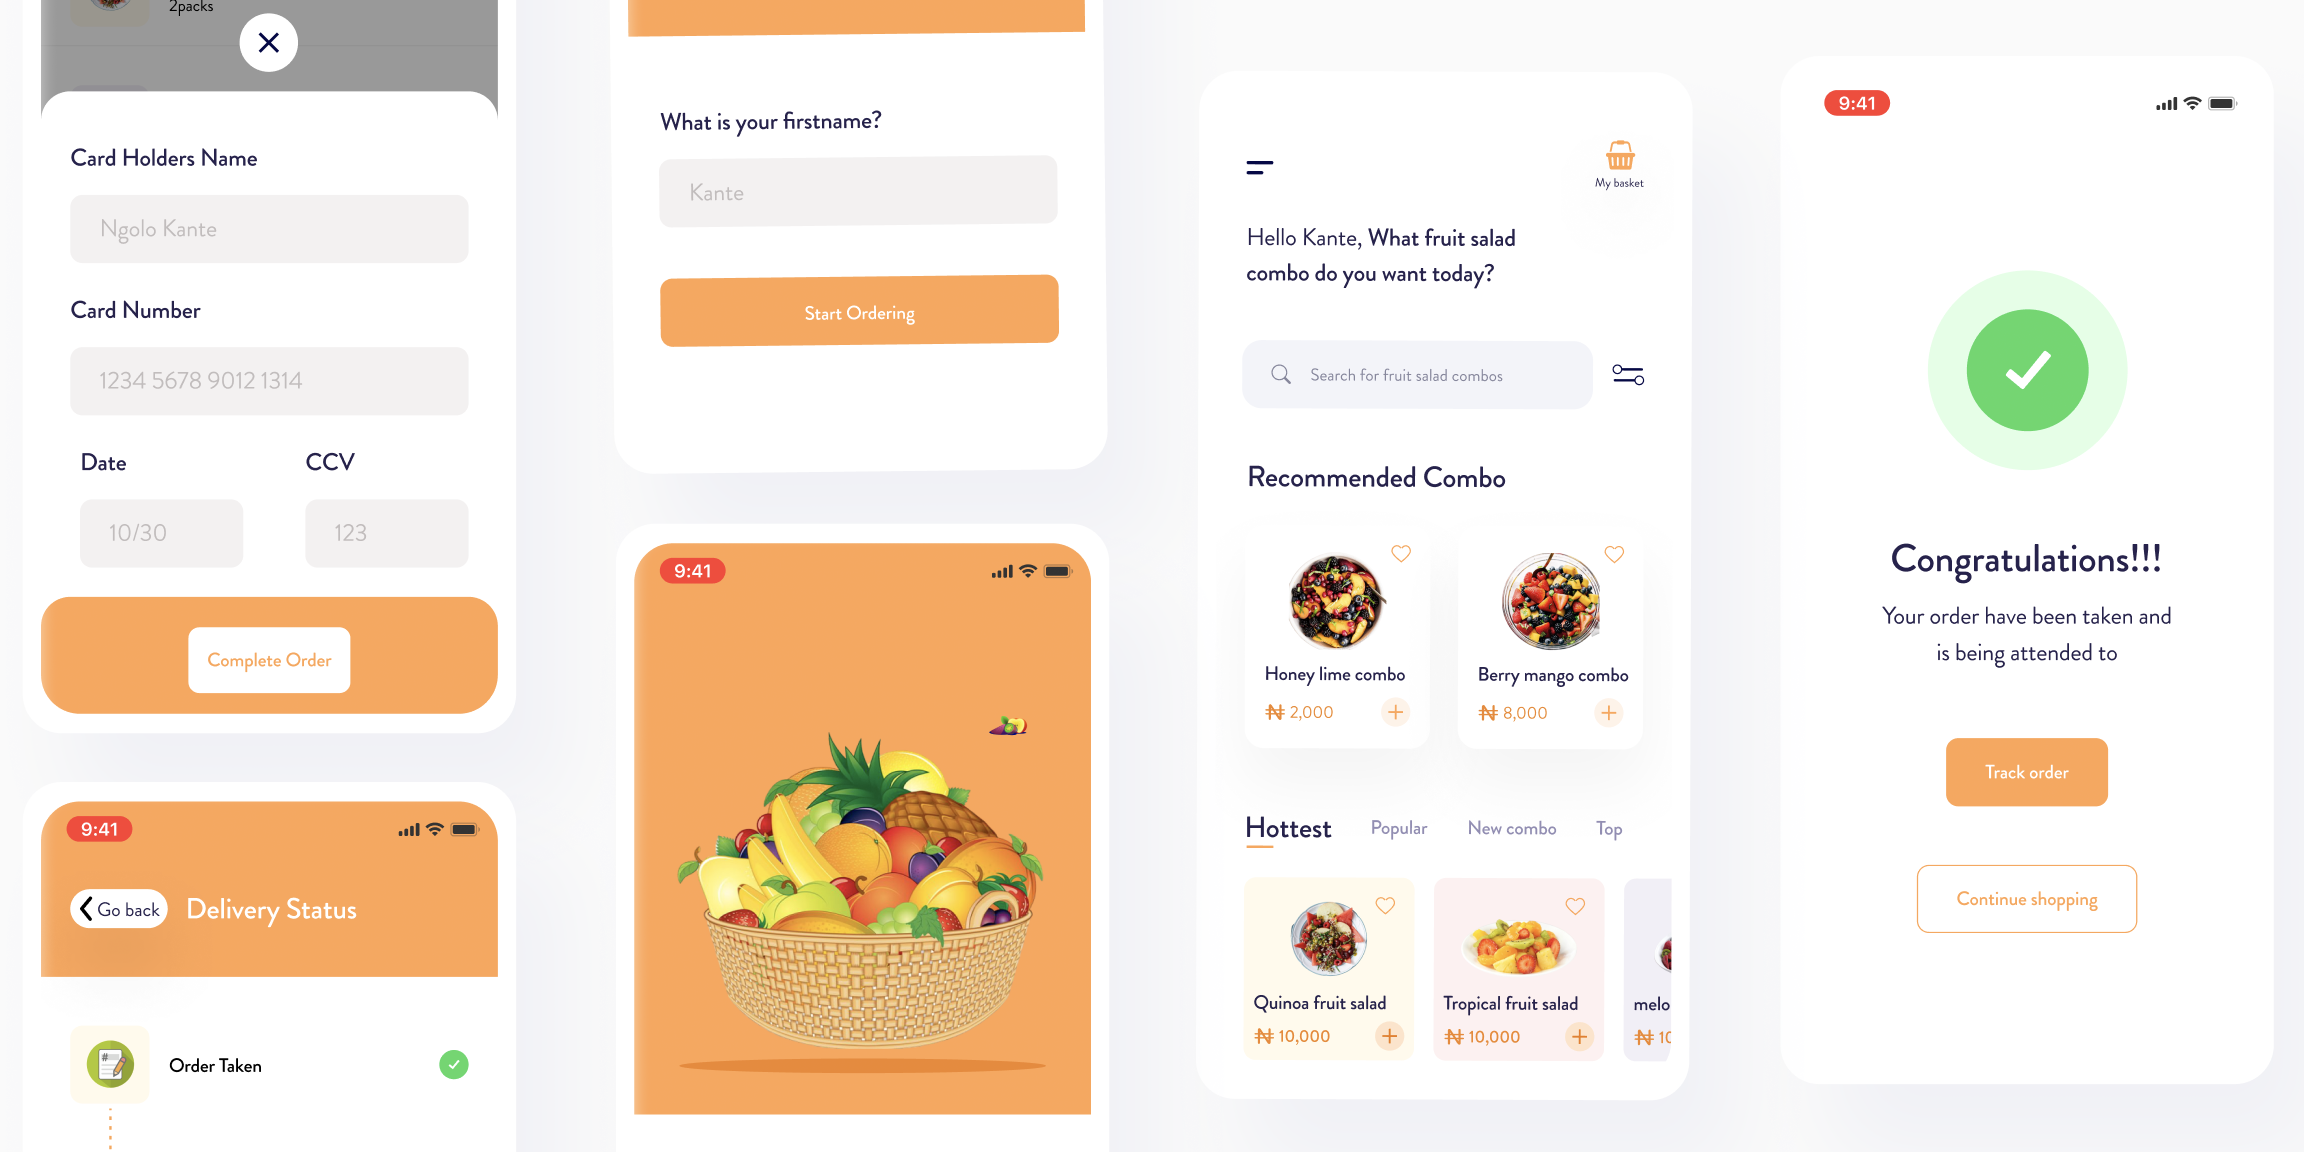 2packs
Card Holders Name
Ngolo Kante
Card Number
1234 5678 9012 1314
Date
CCV
10/30
123
Complete Order
9:41
Go back
Delivery Status
Order Taken
What is your firstname?
Kante
Start Ordering
9:41
My basket
Hello Kante, What fruit salad
combo do you want today?
Search for fruit salad combos
Recommended Combo
Honey lime combo
₦ 2,000
Berry mango combo
₦ 8,000
Hottest
Popular
New combo
Top
Quinoa fruit salad
₦ 10,000
Tropical fruit salad
₦ 10,000
melo
₦ 10
9:41
Congratulations!!!
Your order have been taken and
is being attended to
Track order
Continue shopping